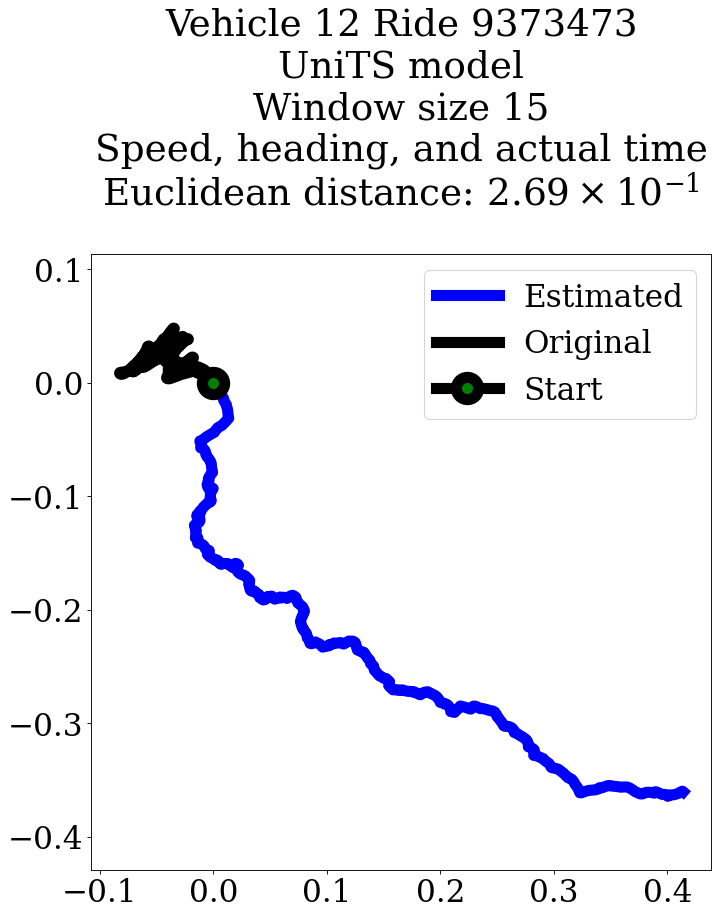 Vehicle 12 Ride 9373473
UniTS model
Window size 15
Speed, heading, and actual time
Euclidean distance: 2.69 × 10⁻¹
Estimated
Original
Start
0.1
0.0
−0.1
−0.2
−0.3
−0.4
−0.1 0.0 0.1 0.2 0.3 0.4